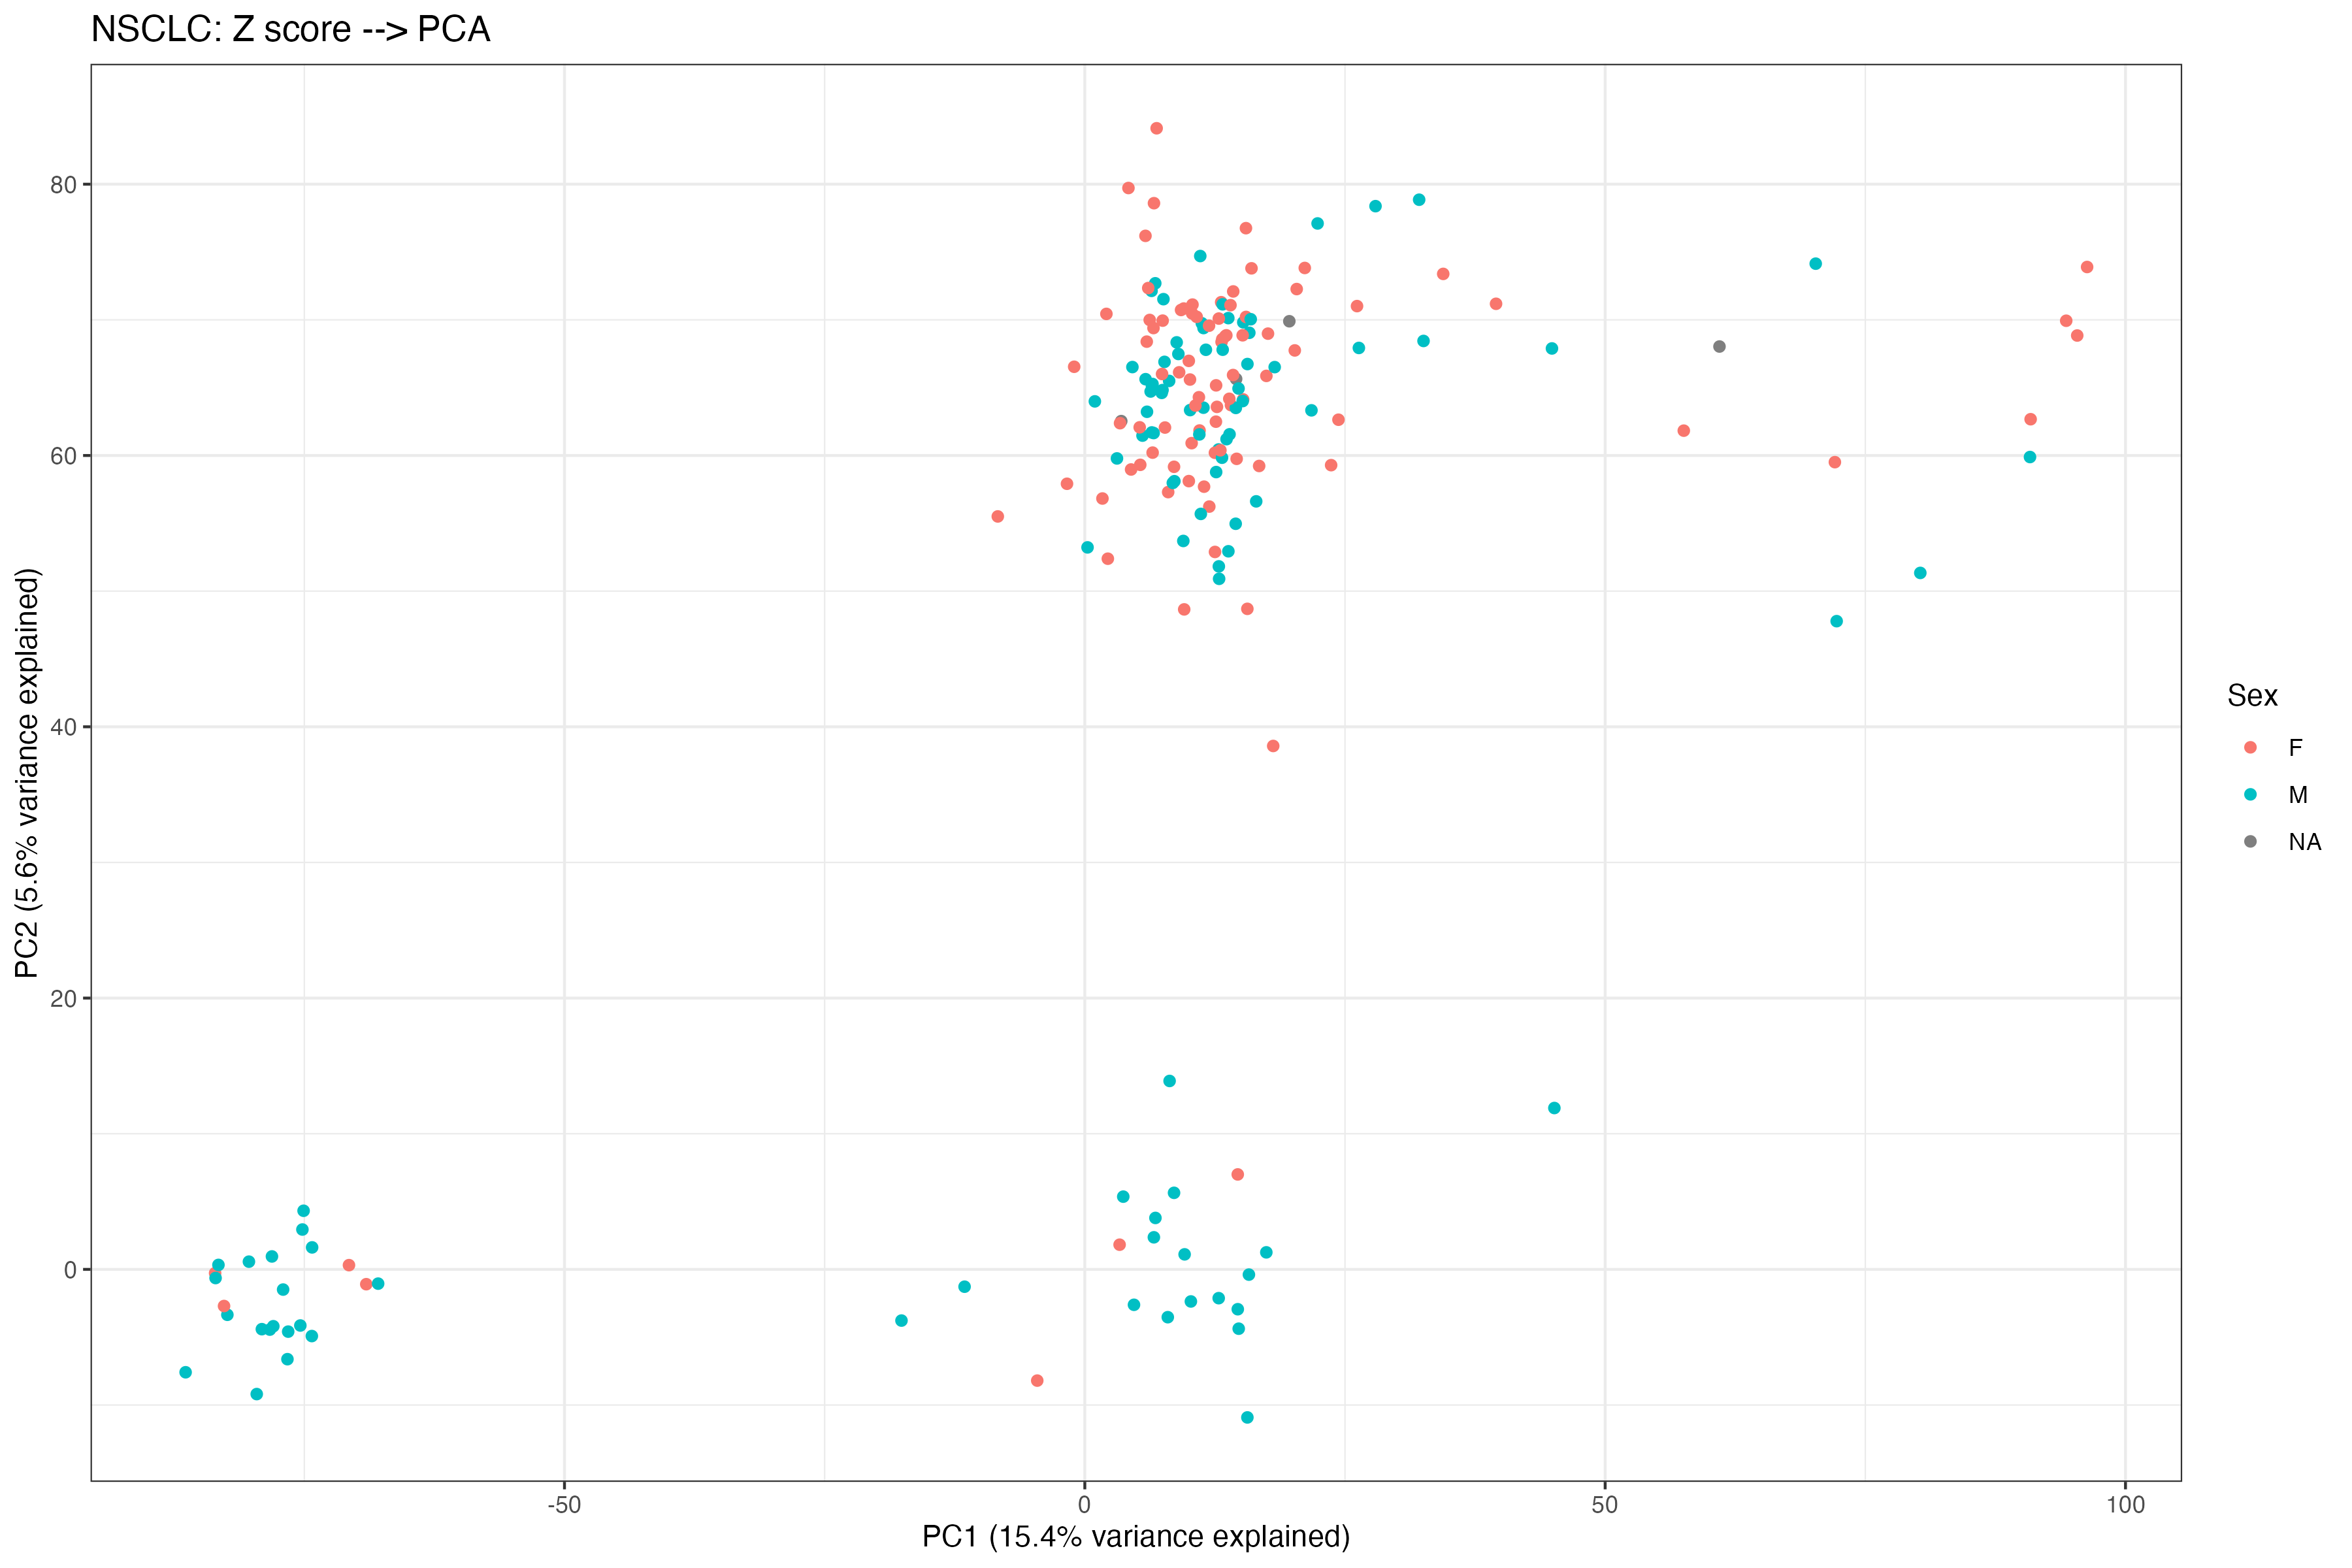 NSCLC: Z score --> PCA
80
60
40
20
0
PC2 (5.6% variance explained)
-50
0
50
100
PC1 (15.4% variance explained)
Sex
F
M
NA